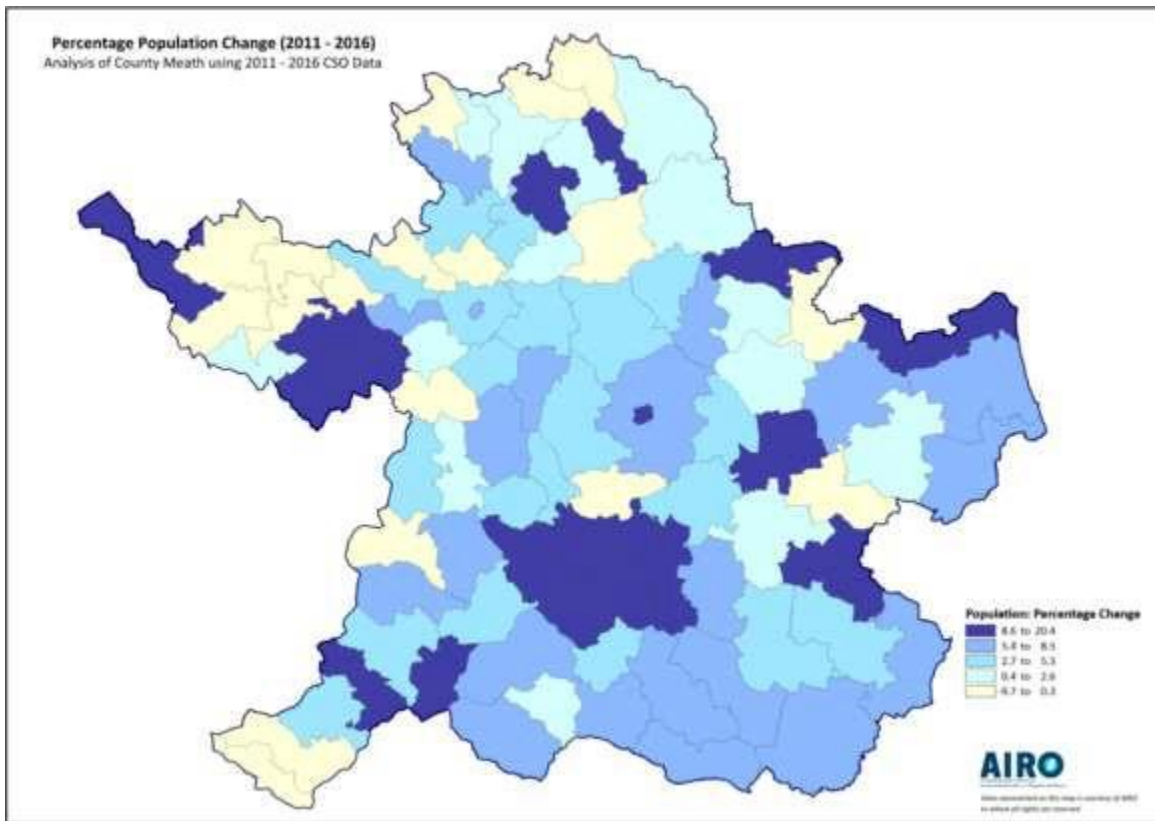 Percentage Population Change (2011 - 2016)
Analysis of County Meath using 2011 - 2016 CSO Data
Population: Percentage Change
8.6 to 20.4
5.4 to 8.5
2.7 to 5.3
0.4 to 2.6
to 0.3
AIRO